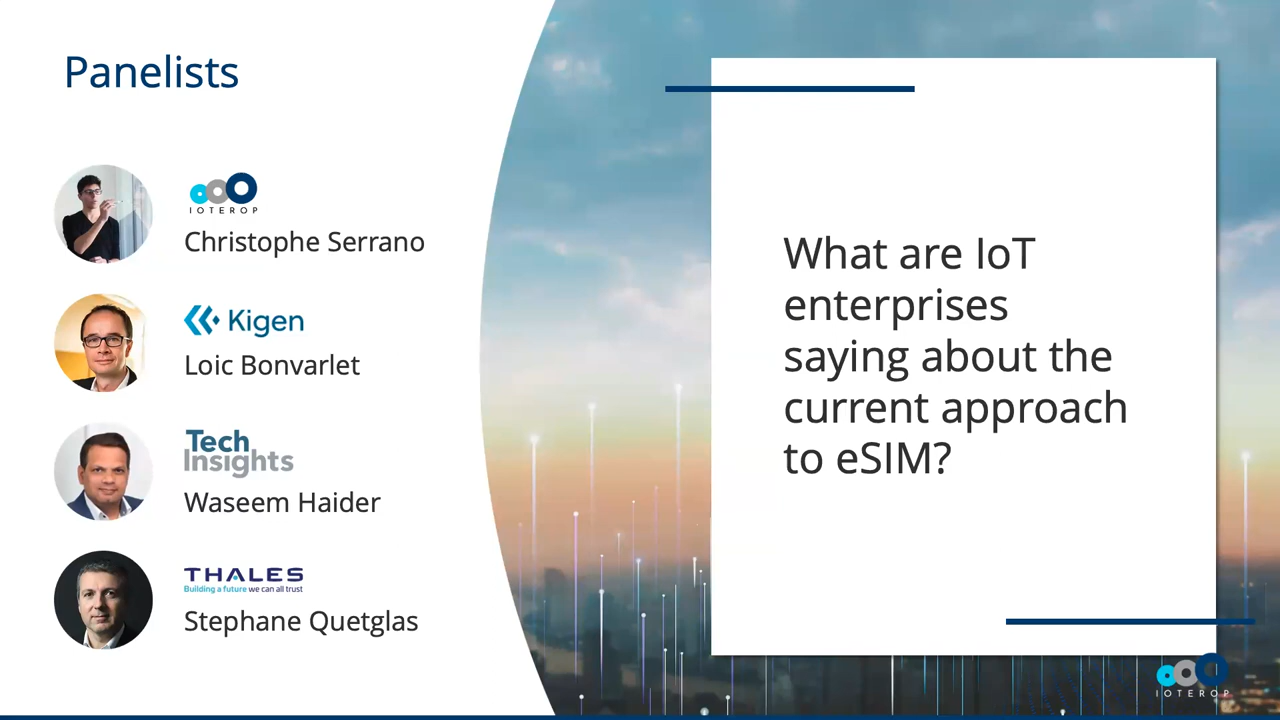 Panelists
IOTEROP
Christophe Serrano
Kigen
Loic Bonvarlet
Tech
Insights
Waseem Haider
THALES
Building a future we can all trust
Stephane Quetglas
What are IoT
enterprises
saying about the
current approach
to eSIM?
IOTEROP